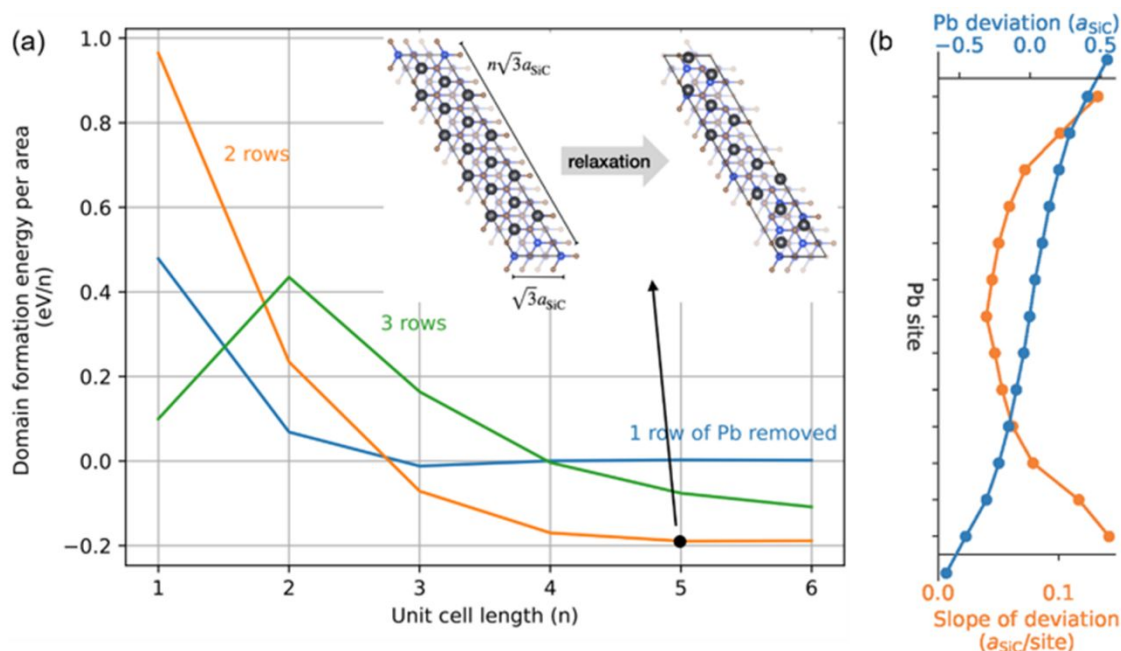 (a)
Domain formation energy per area
(eV/n)
1.0
0.8
0.6
0.4
0.2
0.0
−0.2
1
2
3
4
5
6
Unit cell length (n)
2 rows
3 rows
1 row of Pb removed
n√3a_SiC
√3a_SiC
relaxation
(b)
Pb deviation (a_SiC)
−0.5
0.0
0.5
Pb site
0.0
0.1
Slope of deviation
(a_SiC/site)